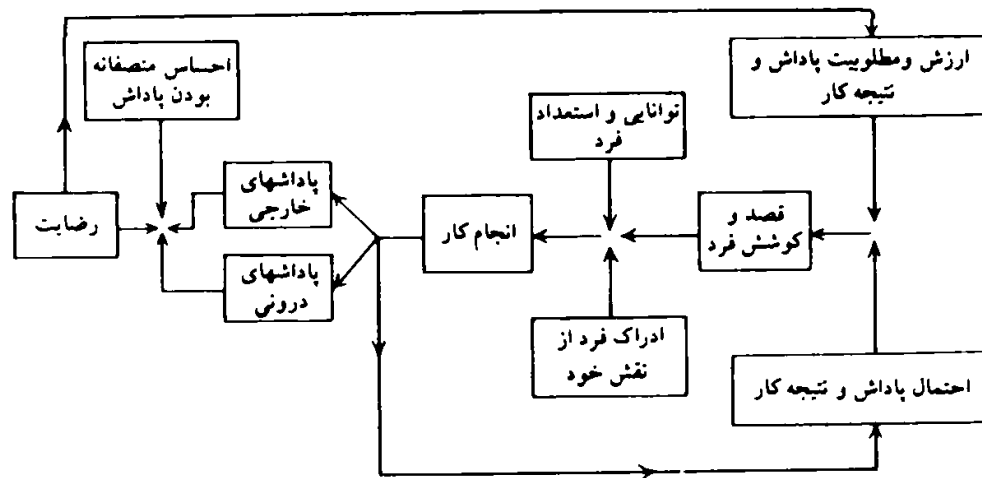 ارزش ومطلوبیت پاداش و
نتیجه کار
احساس منصفانه
بودن پاداش
توانایی و استعداد
فرد
پاداشهای
خارجی
قصد و
کوشش فرد
انجام کار
رضایت
پاداشهای
درونی
ادراک فرد از
نقش خود
احتمال پاداش و نتیجه کار